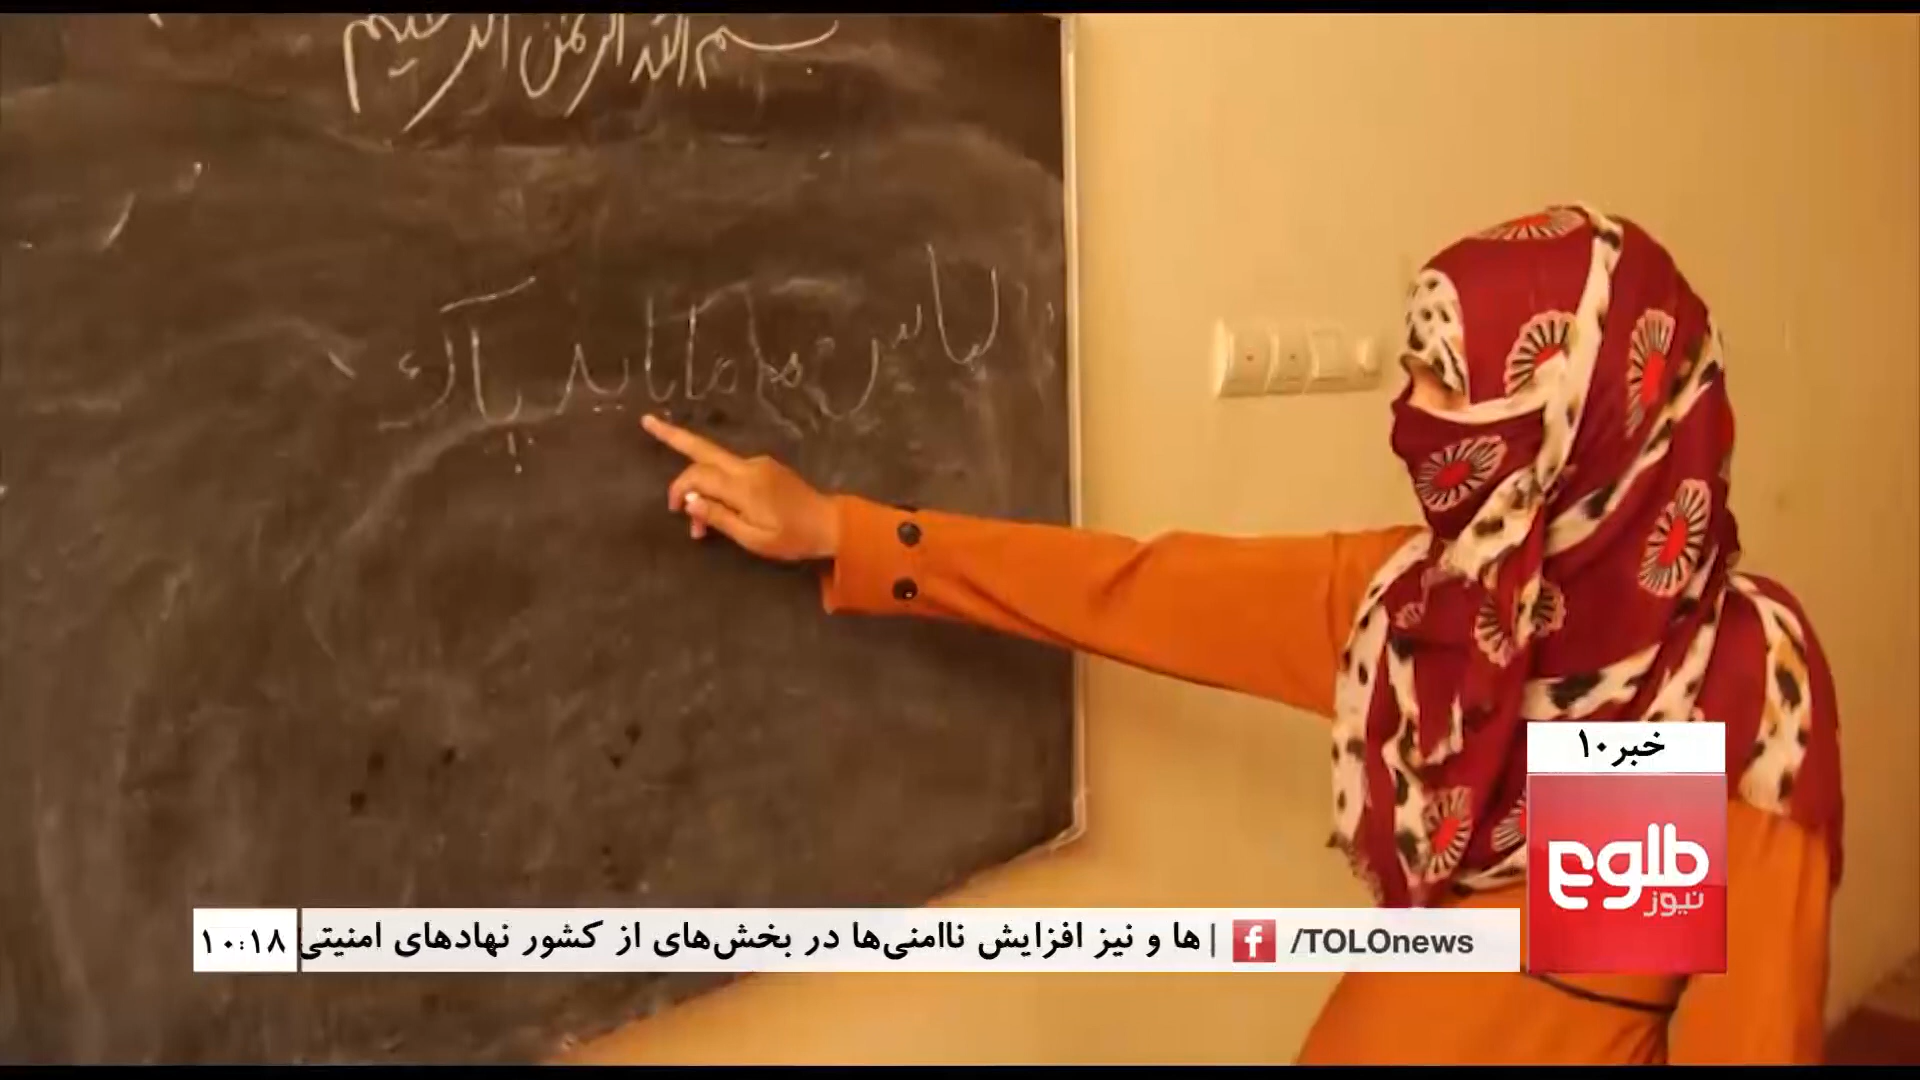 بسم الله الرحمن الرحیم
لباس های ما باید پاک
خبر۱۰
طلوع
نیوز
ها و نیز افزایش ناامنی‌ها در بخش‌های از کشور نهادهای امنیتی | /TOLOnews
۱۰:۱۸